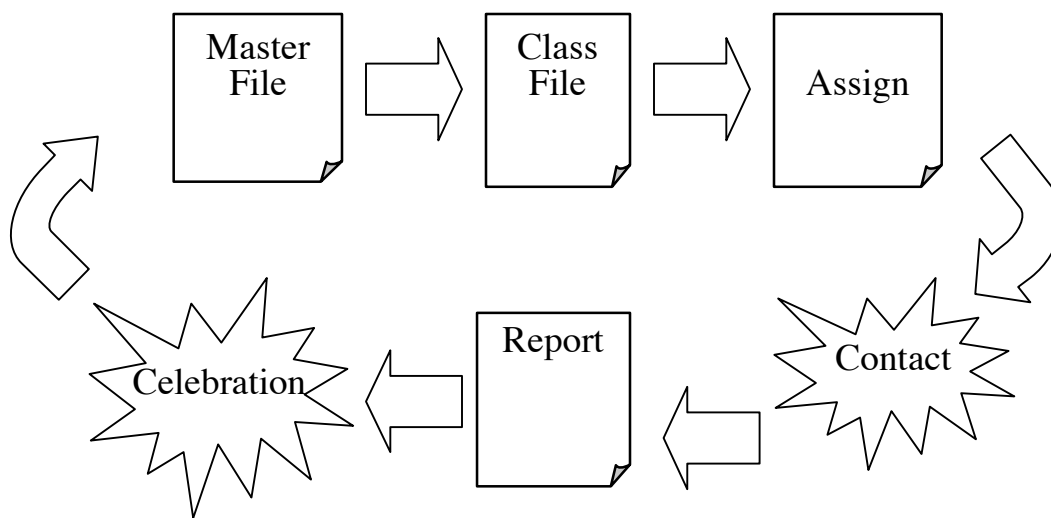 Master
File
Class
File
Assign
Contact
Report
Celebration